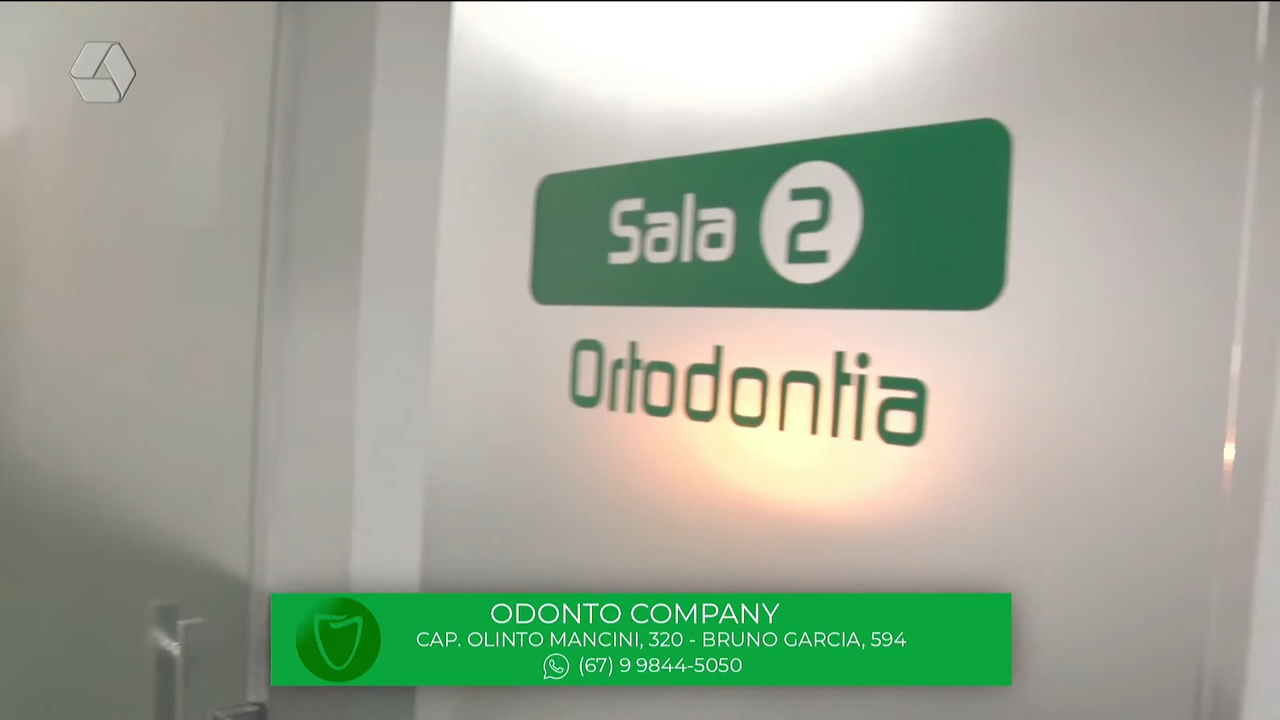 Sala 2
Ortodontia
ODONTO COMPANY
CAP. OLINTO MANCINI, 320 - BRUNO GARCIA, 594
(67) 9 9844-5050